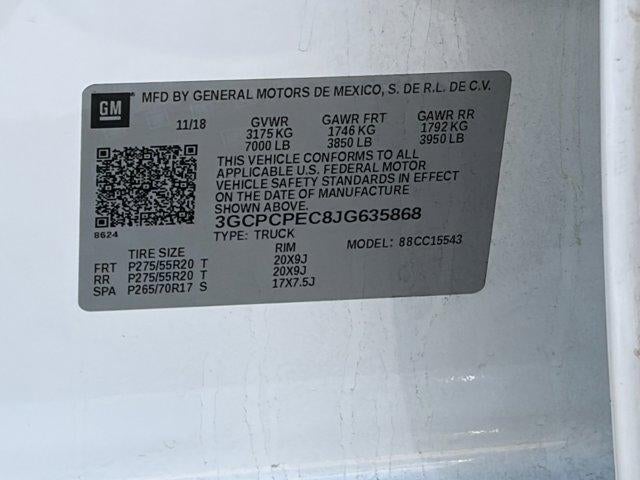 GM MFD BY GENERAL MOTORS DE MEXICO, S. DE R.L. DE C.V.
11/18 GVWR GAWR FRT GAWR RR
3175 KG 1746 KG 1792 KG
7000 LB 3850 LB 3950 LB
THIS VEHICLE CONFORMS TO ALL
APPLICABLE U.S. FEDERAL MOTOR
VEHICLE SAFETY STANDARDS IN EFFECT
ON THE DATE OF MANUFACTURE
SHOWN ABOVE.
8624 3GCPCPEC8JG635868
TYPE: TRUCK MODEL: 88CC15543
TIRE SIZE RIM
FRT P275/55R20 T 20X9J
RR P275/55R20 T 20X9J
SPA P265/70R17 S 17X7.5J